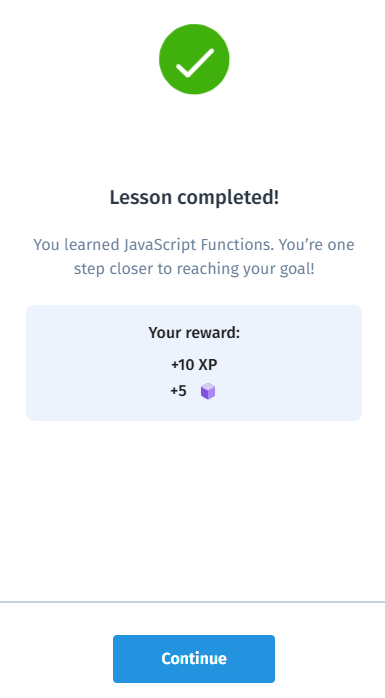 Lesson completed!
You learned JavaScript Functions. You’re one
step closer to reaching your goal!
Your reward:
+10 XP
+5
Continue